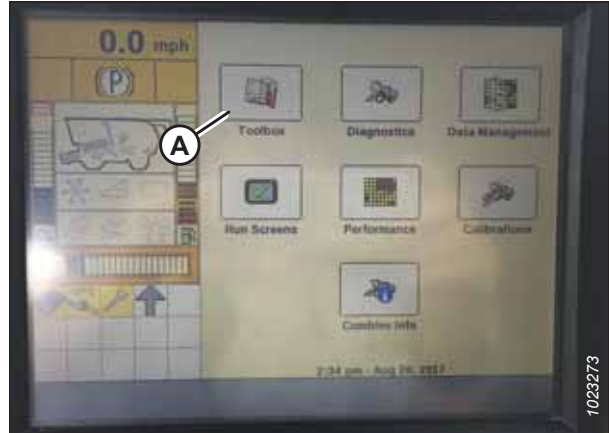 0.0 mph
(P)
A
Toolbox
Diagnostics
Data Management
Run Screens
Performance
Calibrations
Combine Info
1023273